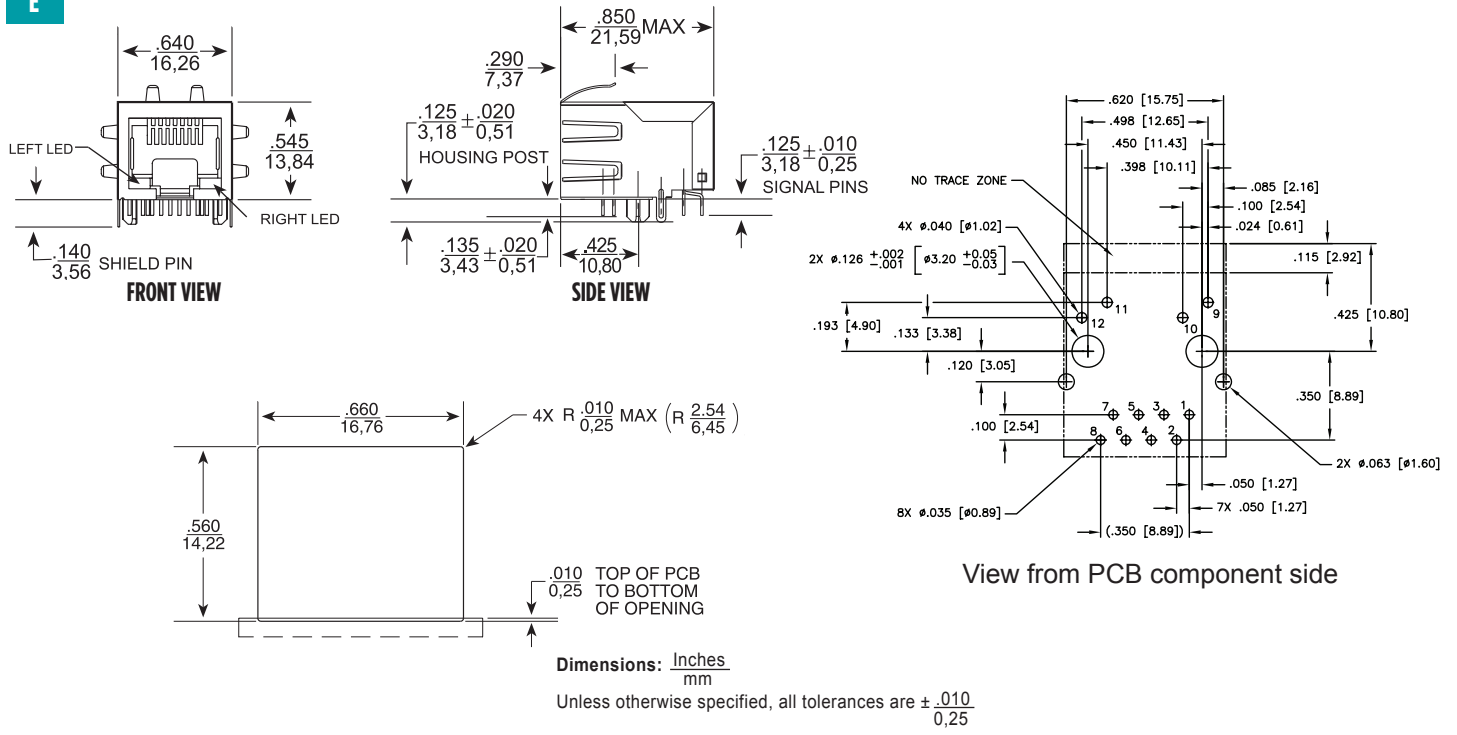 E
.640
16,26
LEFT LED
.545
13,84
RIGHT LED
.140
3,56
SHIELD PIN
FRONT VIEW
.850
21,59
MAX
.290
7,37
.125 ± .020
3,18 0,51
HOUSING POST
.125 ± .010
3,18 0,25
SIGNAL PINS
.135 ± .020
3,43 0,51
.425
10,80
SIDE VIEW
.620 [15.75]
.498 [12.65]
.450 [11.43]
.398 [10.11]
NO TRACE ZONE
.085 [2.16]
.100 [2.54]
.024 [0.61]
4X ø.040 [ø1.02]
2X ø.126 +.002 -.001 [ø3.20 +0.05 -0.03]
.115 [2.92]
.425 [10.80]
11
9
12
10
.193 [4.90]
.133 [3.38]
.120 [3.05]
.350 [8.89]
7 5 3 1
8 6 4 2
.100 [2.54]
2X ø.063 [ø1.60]
.050 [1.27]
7X .050 [1.27]
8X ø.035 [ø0.89]
(.350 [8.89])
View from PCB component side
.660
16,76
4X R .010 MAX (R 2.54)
0,25 6,45
.560
14,22
.010
0,25
TOP OF PCB
TO BOTTOM
OF OPENING
Dimensions: Inches
mm
Unless otherwise specified, all tolerances are ± .010
0,25